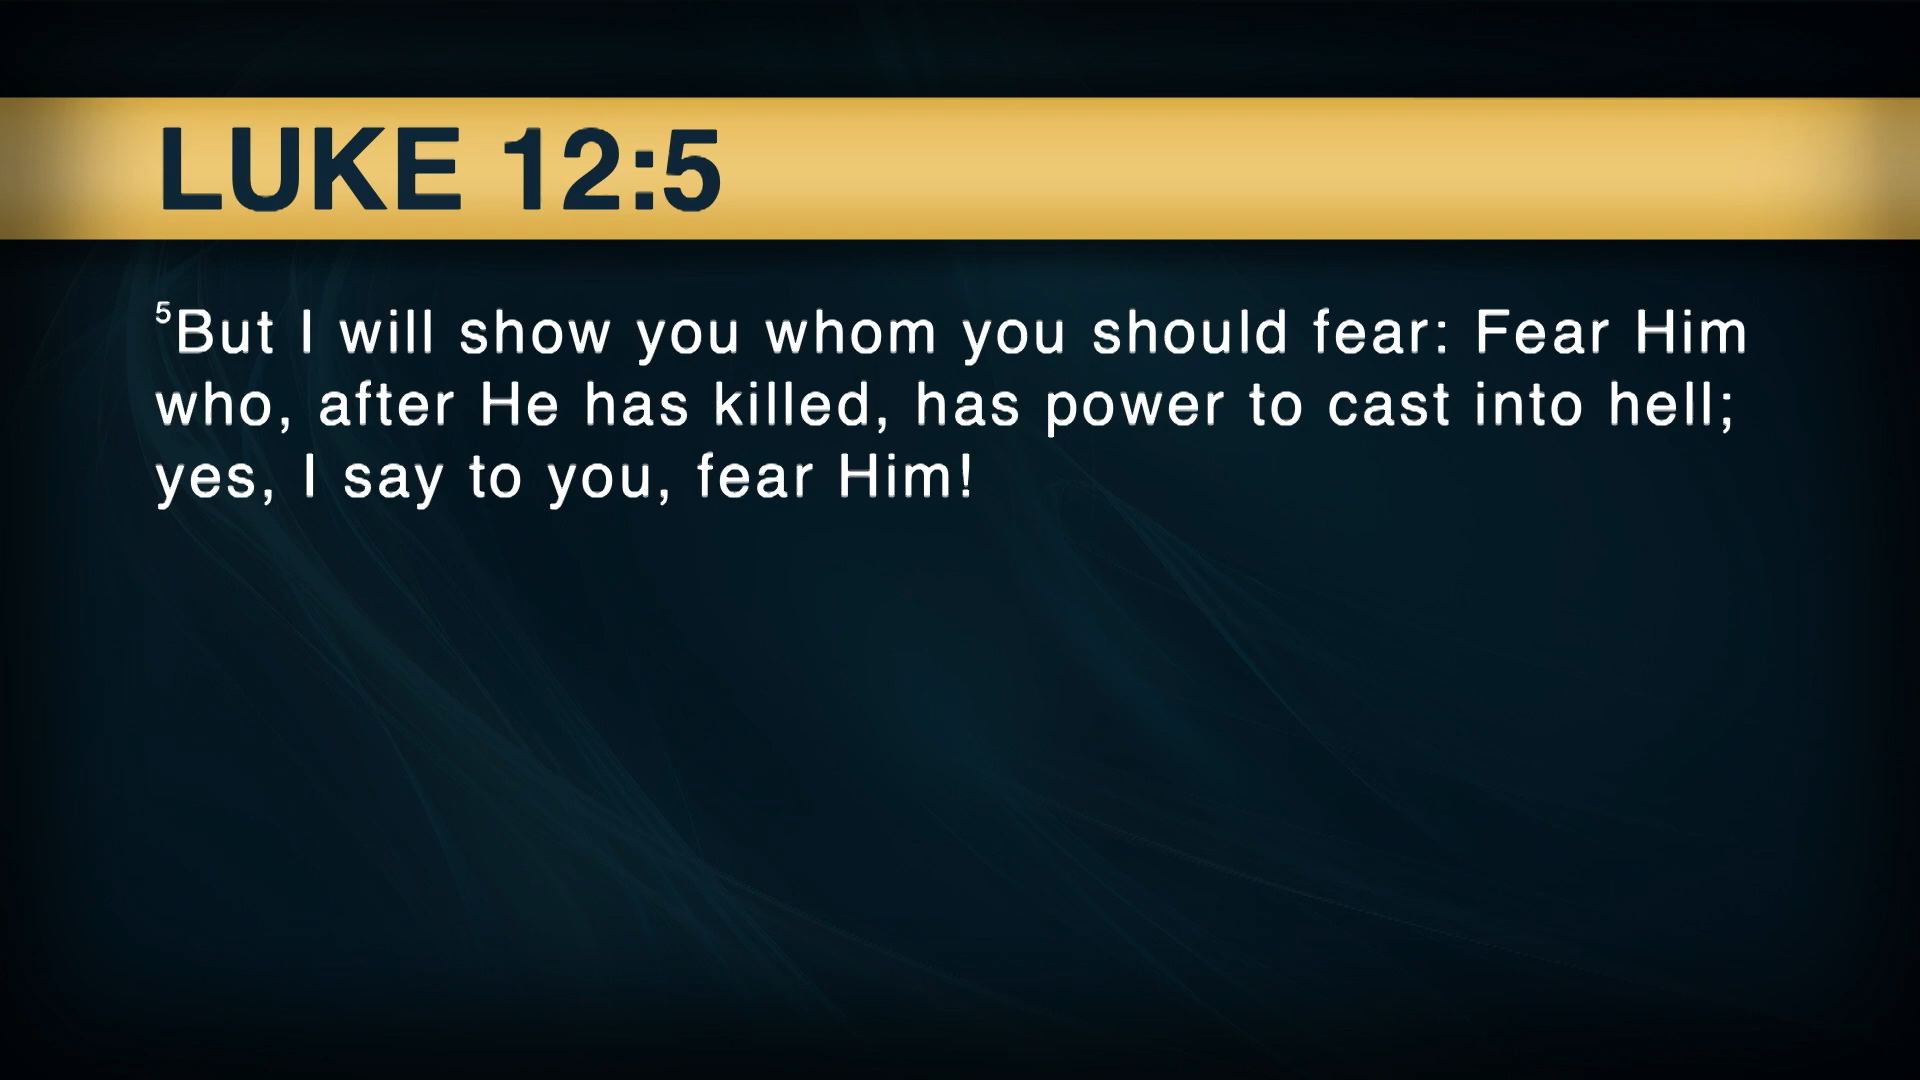 LUKE 12:5
⁵But I will show you whom you should fear: Fear Him
who, after He has killed, has power to cast into hell;
yes, I say to you, fear Him!